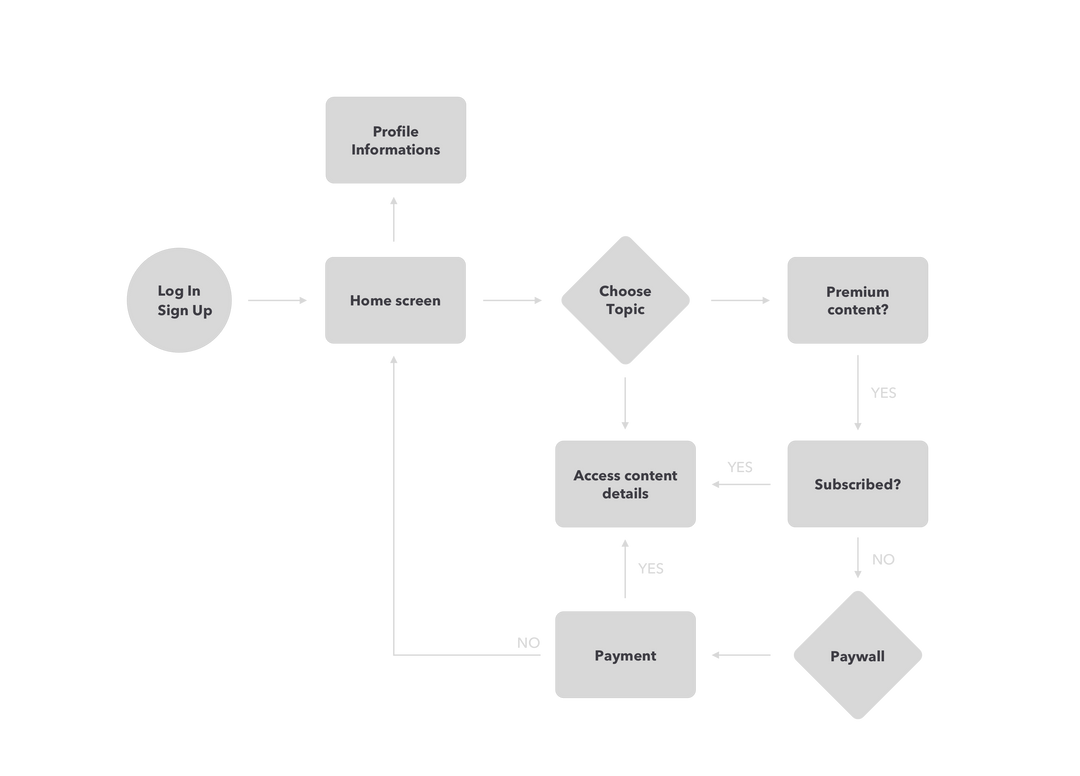 Profile
Informations
Log In
Sign Up
Home screen
Choose
Topic
Premium
content?
YES
Access content
details
YES
Subscribed?
YES
NO
NO
Payment
Paywall